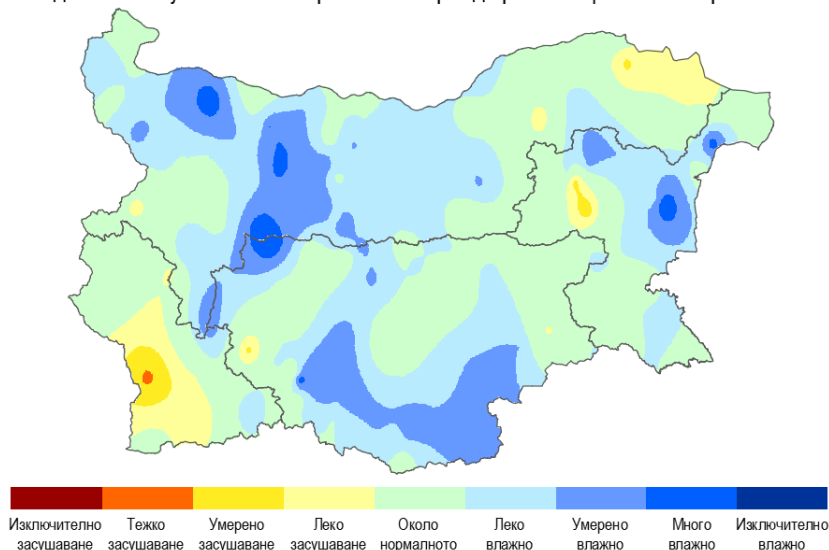 Изключително Тежко Умерено Леко Около Леко Умерено Много Изключително
засушаване засушаване засушаване засушаване нормалното влажно влажно влажно влажно